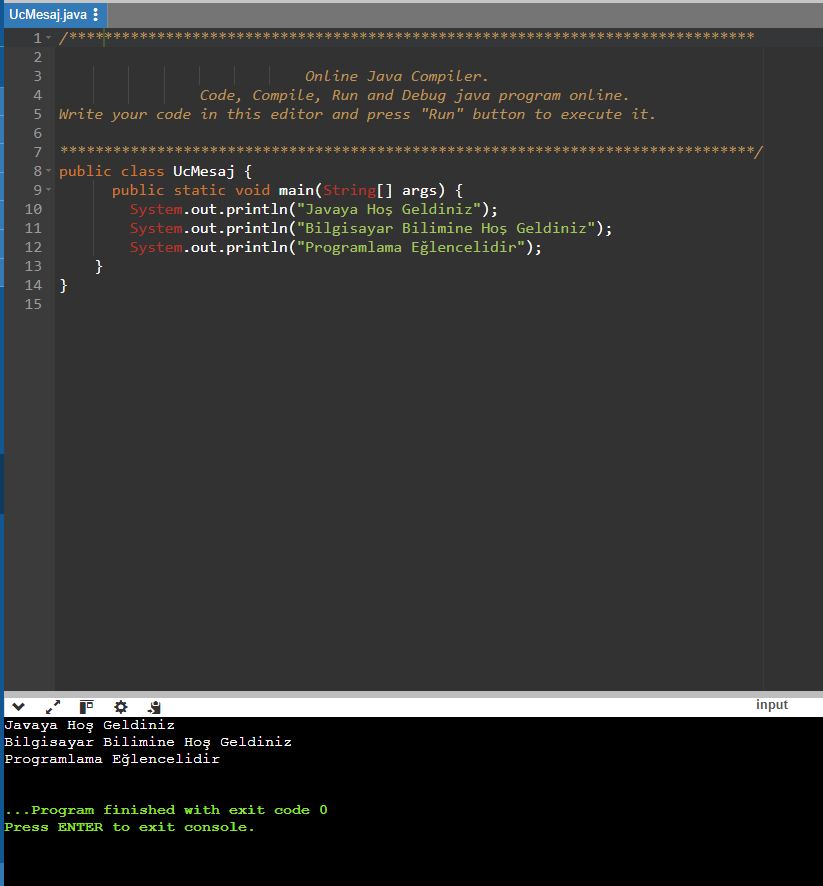 UcMesaj.java
1 /******************************************************************************
2
3 Online Java Compiler.
4 Code, Compile, Run and Debug java program online.
5 Write your code in this editor and press "Run" button to execute it.
6
7 *******************************************************************************/
8 public class UcMesaj {
9 public static void main(String[] args) {
10 System.out.println("Javaya Hoş Geldiniz");
11 System.out.println("Bilgisayar Bilimine Hoş Geldiniz");
12 System.out.println("Programlama Eğlencelidir");
13 }
14 }
15
input
Javaya Hoş Geldiniz
Bilgisayar Bilimine Hoş Geldiniz
Programlama Eğlencelidir
...Program finished with exit code 0
Press ENTER to exit console.